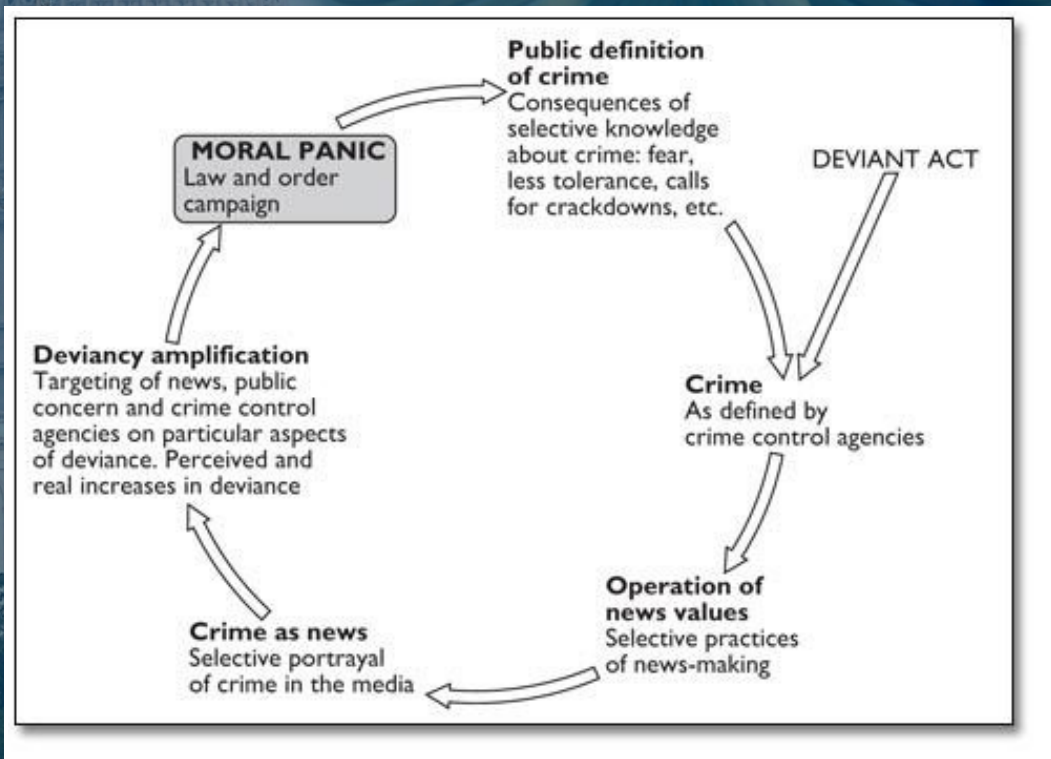 Public definition
of crime
Consequences of
selective knowledge
about crime: fear,
less tolerance, calls
for crackdowns, etc.
DEVIANT ACT
Crime
As defined by
crime control agencies
Operation of
news values
Selective practices
of news-making
Crime as news
Selective portrayal
of crime in the media
Deviancy amplification
Targeting of news, public
concern and crime control
agencies on particular aspects
of deviance. Perceived and
real increases in deviance
MORAL PANIC
Law and order
campaign